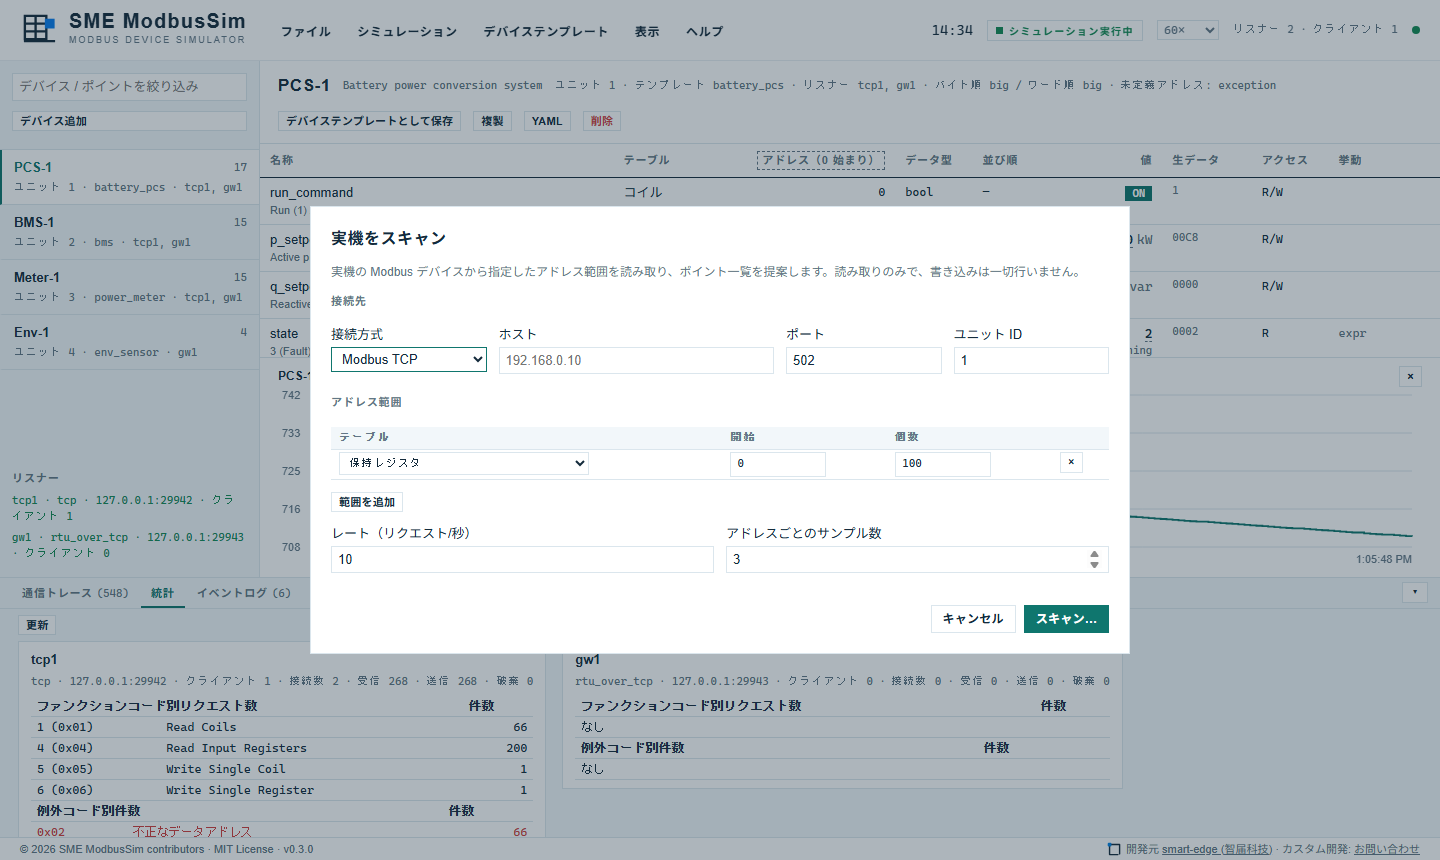 SME ModbusSim
MODBUS DEVICE SIMULATOR
ファイル シミュレーション デバイステンプレート 表示 ヘルプ
14:34 シミュレーション実行中 60× リスナー 2 · クライアント 1
デバイス / ポイントを絞り込み
デバイス追加
PCS-1 17
ユニット 1 · battery_pcs · tcp1, gw1
BMS-1 15
ユニット 2 · bms · tcp1, gw1
Meter-1 15
ユニット 3 · power_meter · tcp1, gw1
Env-1 4
ユニット 4 · env_sensor · gw1
リスナー
tcp1 · tcp · 127.0.0.1:29942 · クラ
イアント 1
gw1 · rtu_over_tcp · 127.0.0.1:29943
· クライアント 0
PCS-1 Battery power conversion system ユニット 1 · テンプレート battery_pcs · リスナー tcp1, gw1 · バイト順 big / ワード順 big · 未定義アドレス: exception
デバイステンプレートとして保存 複製 YAML 削除
名称 テーブル アドレス（0 始まり） データ型 並び順 値 生データ アクセス 挙動
run_command コイル 0 bool — ON 1 R/W
Run (1)
p_setp kW 00C8 R/W
Active p
q_setp var 0000 R/W
Reactive
state 2 0002 R expr
3 (Fault) ning
PCS-1 ×
742
733
725
716
708
1:05:48 PM
実機をスキャン
実機の Modbus デバイスから指定したアドレス範囲を読み取り、ポイント一覧を提案します。読み取りのみで、書き込みは一切行いません。
接続先
接続方式 ホスト ポート ユニット ID
Modbus TCP 192.168.0.10 502 1
アドレス範囲
テーブル 開始 個数
保持レジスタ 0 100 ×
範囲を追加
レート（リクエスト/秒） アドレスごとのサンプル数
10 3
キャンセル スキャン...
通信トレース (548) 統計 イベントログ (6)
更新
tcp1
tcp · 127.0.0.1:29942 · クライアント 1 · 接続数 2 · 受信 268 · 送信 268 · 破棄 0
ファンクションコード別リクエスト数 件数
1 (0x01) Read Coils 66
4 (0x04) Read Input Registers 200
5 (0x05) Write Single Coil 1
6 (0x06) Write Single Register 1
例外コード別件数 件数
0x02 不正なデータアドレス 66
gw1
rtu_over_tcp · 127.0.0.1:29943 · クライアント 0 · 接続数 0 · 受信 0 · 送信 0 · 破棄 0
ファンクションコード別リクエスト数 件数
なし
例外コード別件数 件数
なし
© 2026 SME ModbusSim contributors · MIT License · v0.3.0
開発元 smart-edge (智届科技) · カスタム開発: お問い合わせ